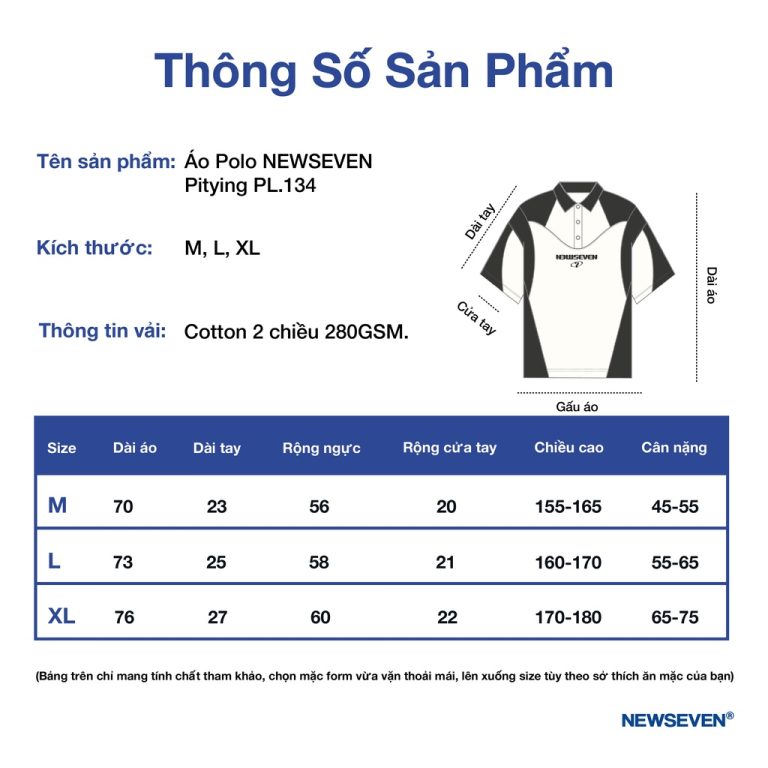 Thông Số Sản Phẩm
Tên sản phẩm: Áo Polo NEWSEVEN
Pitying PL.134
Kích thước: M, L, XL
Thông tin vải: Cotton 2 chiều 280GSM.
Dài tay
NEWSEVEN
Dài áo
Cửa tay
Gấu áo
Size Dài áo Dài tay Rộng ngực Rộng cửa tay Chiều cao Cân nặng
M 70 23 56 20 155-165 45-55
L 73 25 58 21 160-170 55-65
XL 76 27 60 22 170-180 65-75
(Bảng trên chỉ mang tính chất tham khảo, chọn mặc form vừa vặn thoải mái, lên xuống size tùy theo sở thích ăn mặc của bạn)
NEWSEVEN®